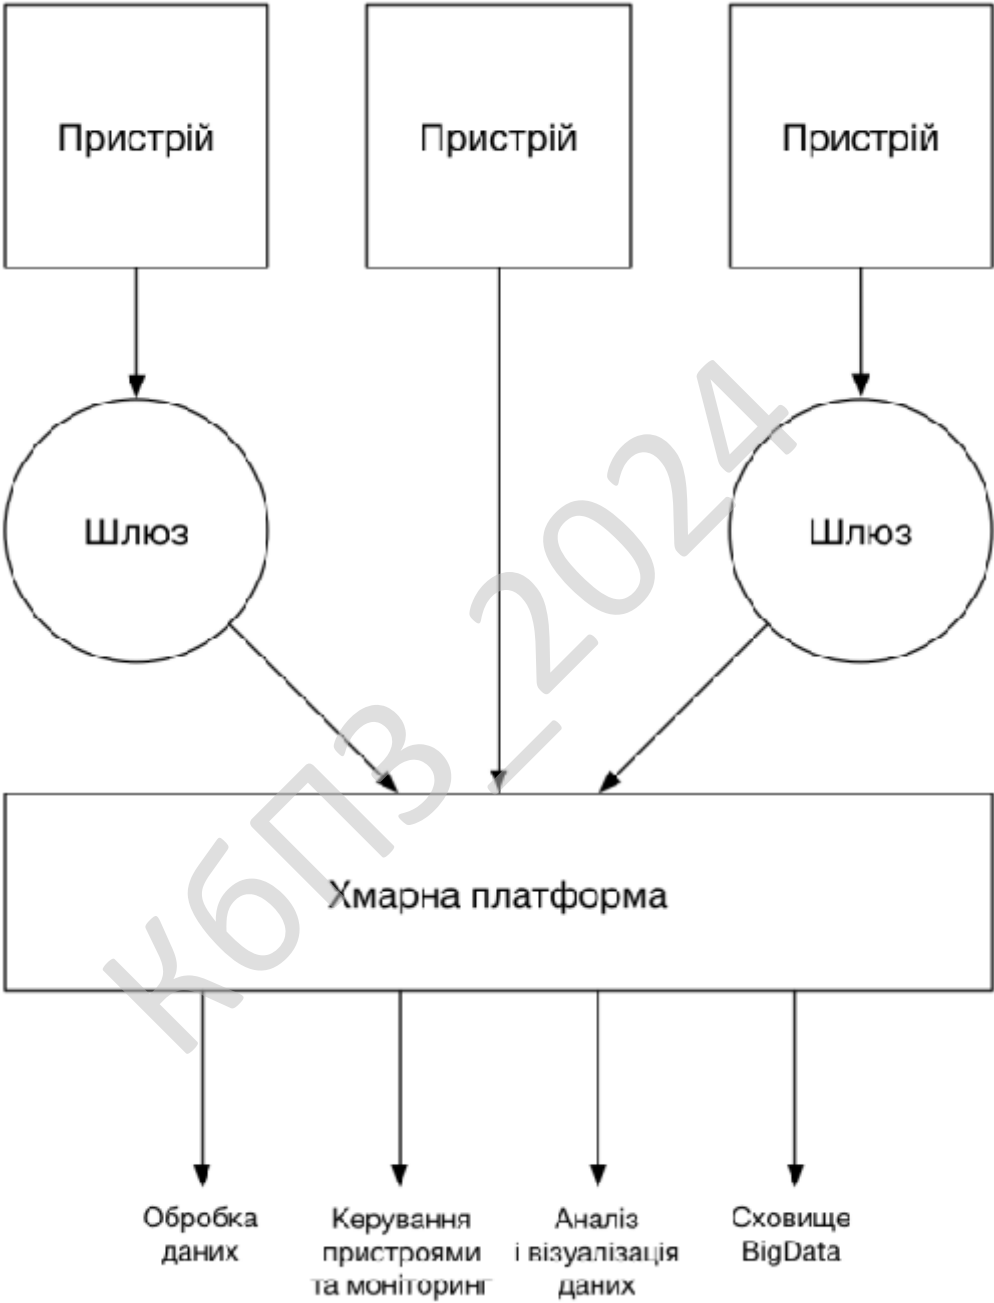 Пристрій
Пристрій
Пристрій
Шлюз
Шлюз
Хмарна платформа
Обробка
даних
Керування
пристроями
та моніторинг
Аналіз
і візуалізація
даних
Сховище
BigData
КбПЗ_2024